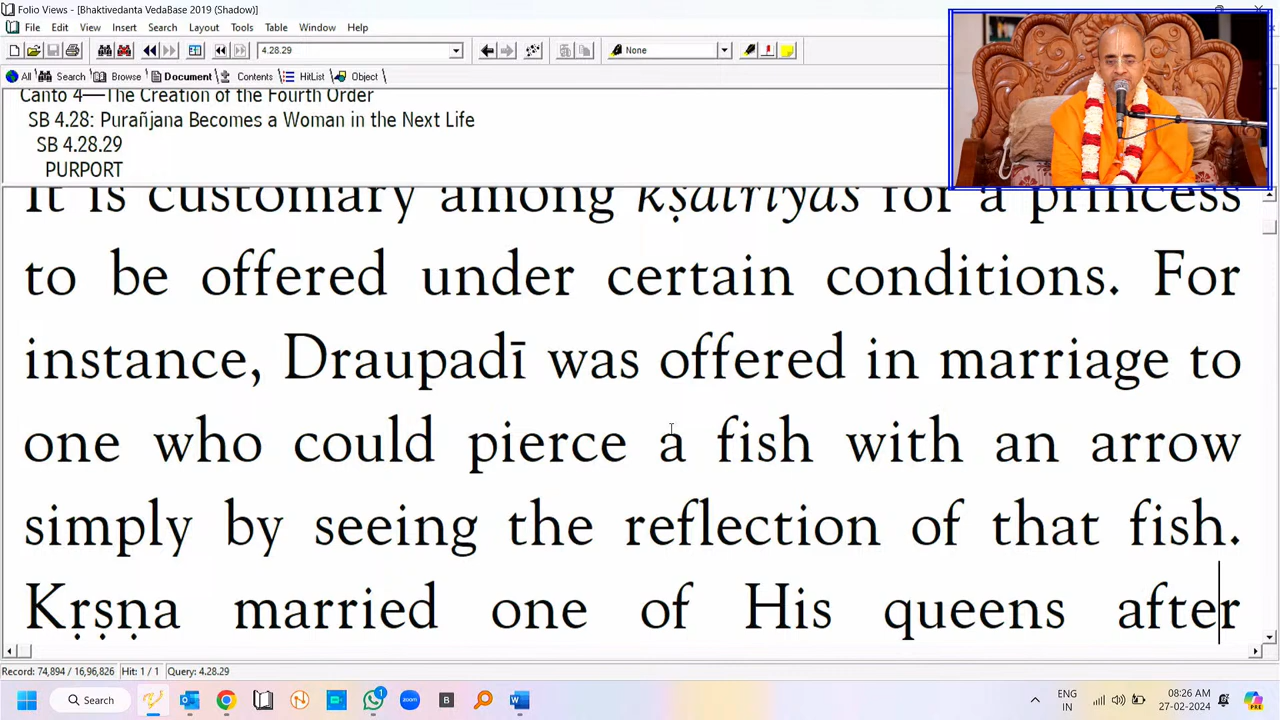 Folio Views - [Bhaktivedanta VedaBase 2019 (Shadow)]
File Edit View Insert Search Layout Tools Table Window Help
4.28.29 None
All Search Browse Document Contents HitList Object
Canto 4—The Creation of the Fourth Order
SB 4.28: Purañjana Becomes a Woman in the Next Life
SB 4.28.29
PURPORT
It is customary among kṣatriyas for a princess
to be offered under certain conditions. For
instance, Draupadī was offered in marriage to
one who could pierce a fish with an arrow
simply by seeing the reflection of that fish.
Kṛṣṇa married one of His queens after
Record: 74,894 / 16,96,826 Hit: 1 / 1 Query: 4.28.29
Search
zoom
ENG
IN
08:26 AM
27-02-2024